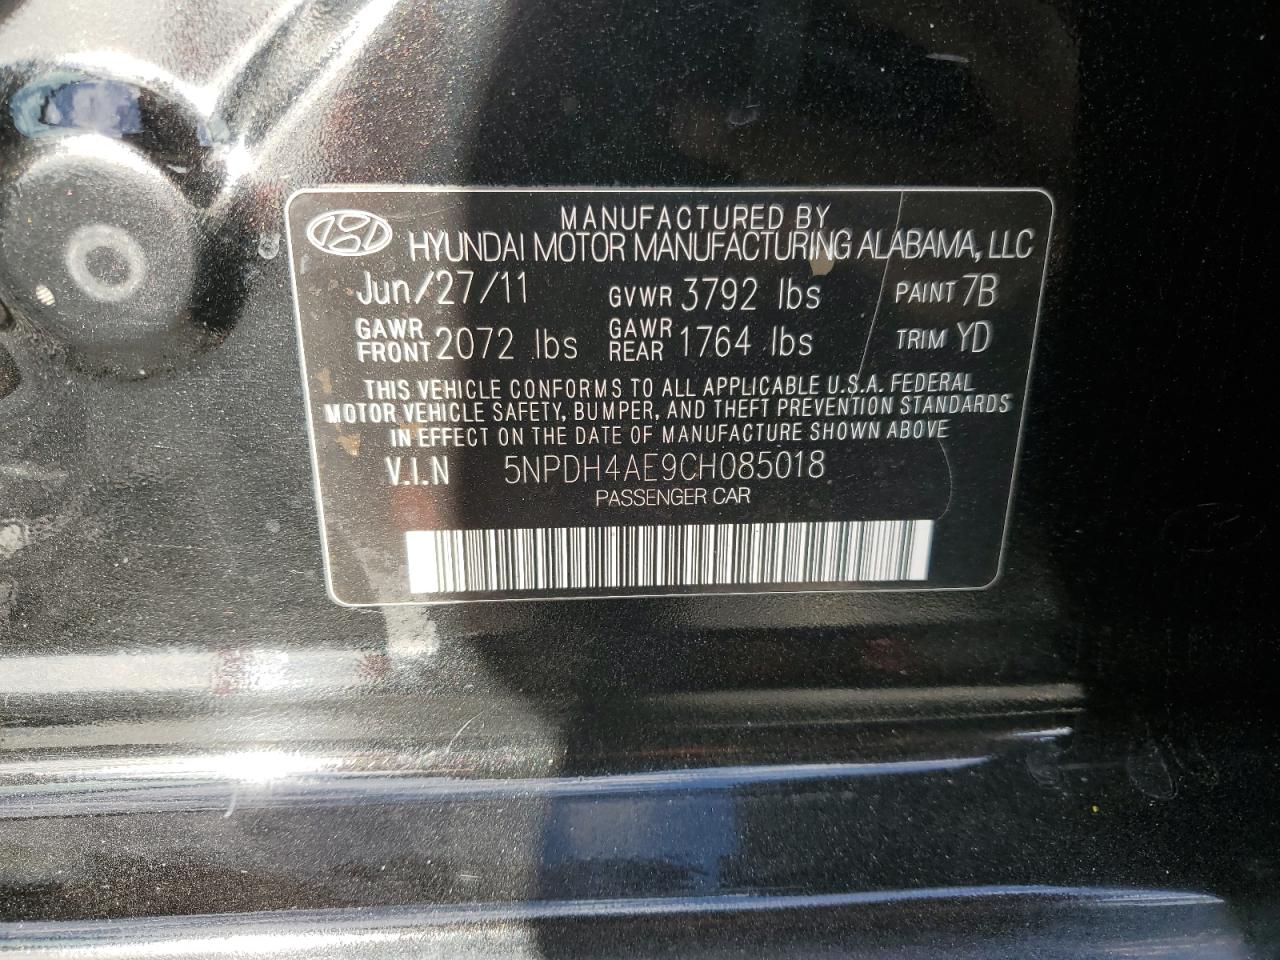 MANUFACTURED BY
HYUNDAI MOTOR MANUFACTURING ALABAMA, LLC
Jun/27/11 GVWR 3792 lbs PAINT 7B
GAWR FRONT 2072 lbs GAWR REAR 1764 lbs TRIM YD
THIS VEHICLE CONFORMS TO ALL APPLICABLE U.S.A. FEDERAL
MOTOR VEHICLE SAFETY, BUMPER, AND THEFT PREVENTION STANDARDS
IN EFFECT ON THE DATE OF MANUFACTURE SHOWN ABOVE
V.I.N 5NPDH4AE9CH085018
PASSENGER CAR